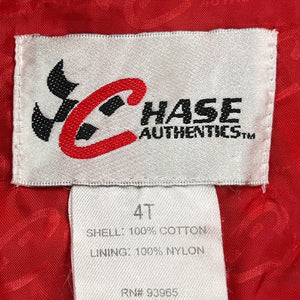 CHASE
AUTHENTICS™
4T
SHELL: 100% COTTON
LINING: 100% NYLON
RN# 93965